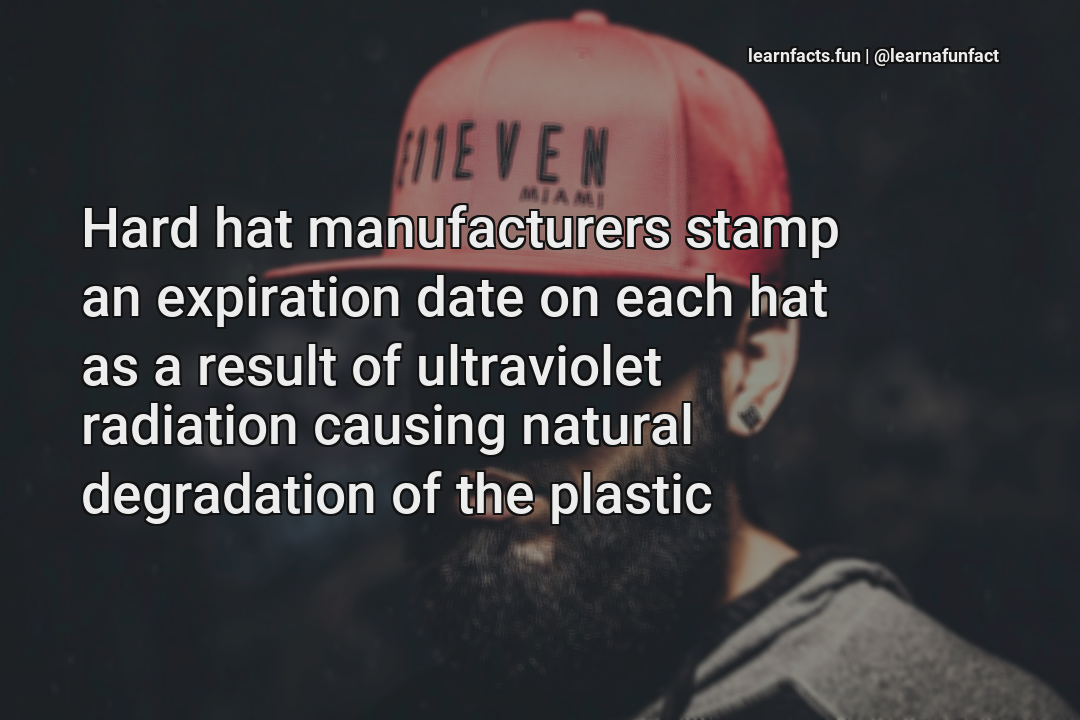 learnfacts.fun | @learnafunfact
E11EVEN
MIAMI
Hard hat manufacturers stamp
an expiration date on each hat
as a result of ultraviolet
radiation causing natural
degradation of the plastic